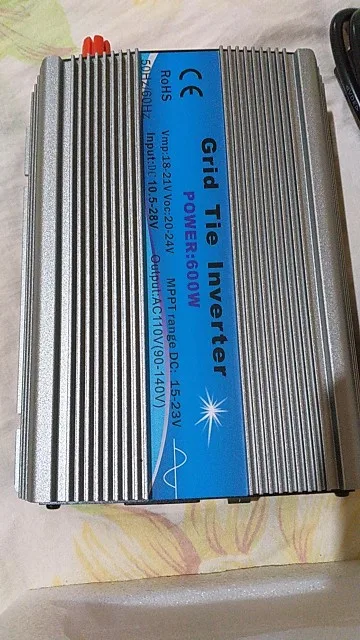 Grid Tie Inverter
POWER:600W
CE
RoHS
Vmp:18-21V Voc:20-24V MPPT range DC: 15-23V
Input:DC 10.5-28V Output:AC110V(90-140V)
50Hz/60Hz